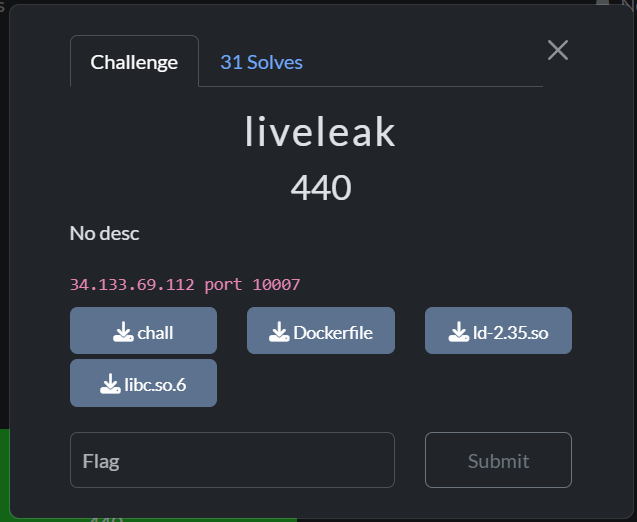 Challenge
31 Solves
liveleak
440
No desc
34.133.69.112 port 10007
chall
Dockerfile
ld-2.35.so
libc.so.6
Flag
Submit